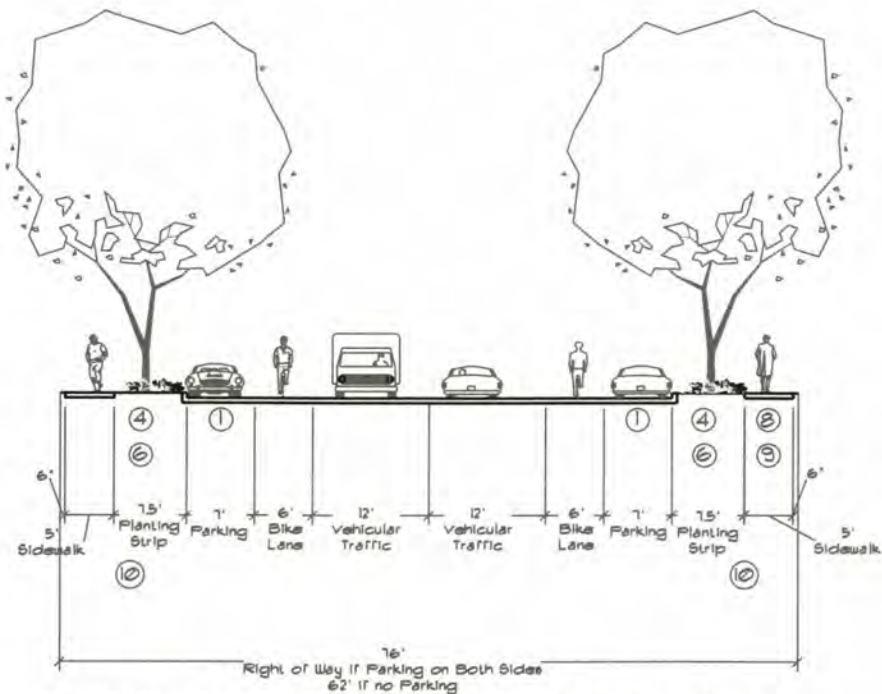 4
1
1
4
8
6
6
9
6"
6"
7.5'
7'
6'
12'
12'
6'
7'
7.5'
5'
Sidewalk
Planting
Strip
Parking
Bike
Lane
Vehicular
Traffic
Vehicular
Traffic
Bike
Lane
Parking
Planting
Strip
5'
Sidewalk
10
10
76'
Right of Way if Parking on Both Sides
62' if no Parking